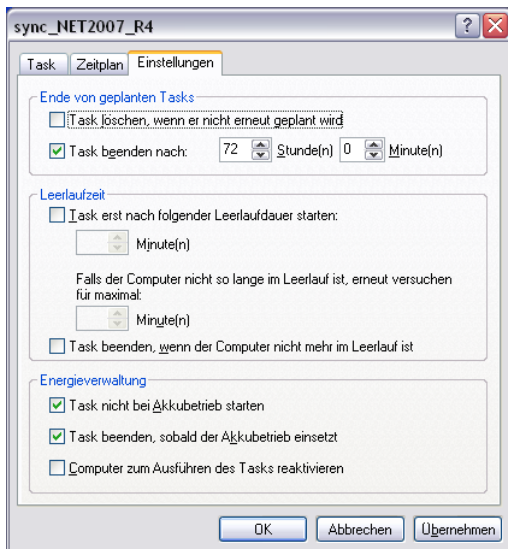 sync_NET2007_R4
Task Zeitplan Einstellungen
Ende von geplanten Tasks
Task löschen, wenn er nicht erneut geplant wird
Task beenden nach: 72 Stunde(n) 0 Minute(n)
Leerlaufzeit
Task erst nach folgender Leerlaufdauer starten:
Minute(n)
Falls der Computer nicht so lange im Leerlauf ist, erneut versuchen
für maximal:
Minute(n)
Task beenden, wenn der Computer nicht mehr im Leerlauf ist
Energieverwaltung
Task nicht bei Akkubetrieb starten
Task beenden, sobald der Akkubetrieb einsetzt
Computer zum Ausführen des Tasks reaktivieren
OK Abbrechen Übernehmen